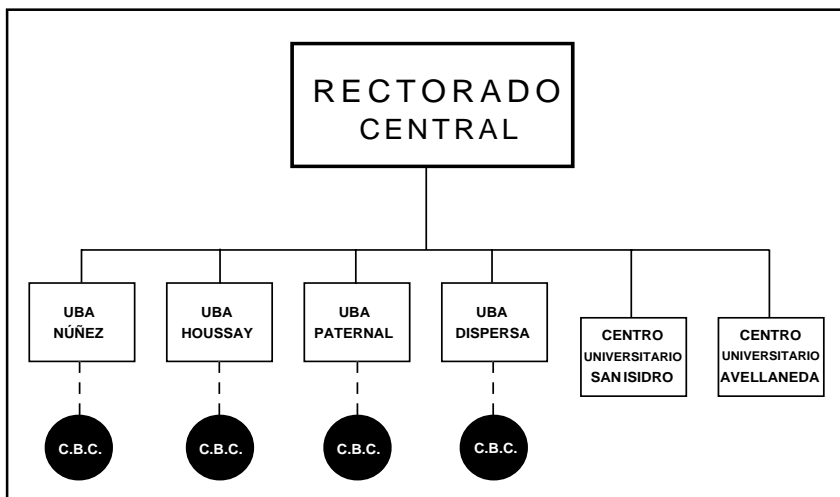 RECTORADO
CENTRAL
UBA
NÚÑEZ
UBA
HOUSSAY
UBA
PATERNAL
UBA
DISPERSA
CENTRO
UNIVERSITARIO
SAN ISIDRO
CENTRO
UNIVERSITARIO
AVELLANEDA
C.B.C.
C.B.C.
C.B.C.
C.B.C.